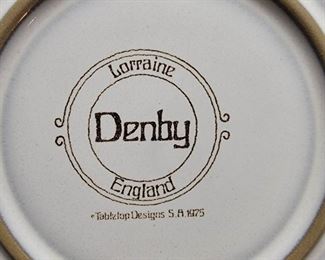 Lorraine
Denby
England
©Tabletop Designs S.A. 1975